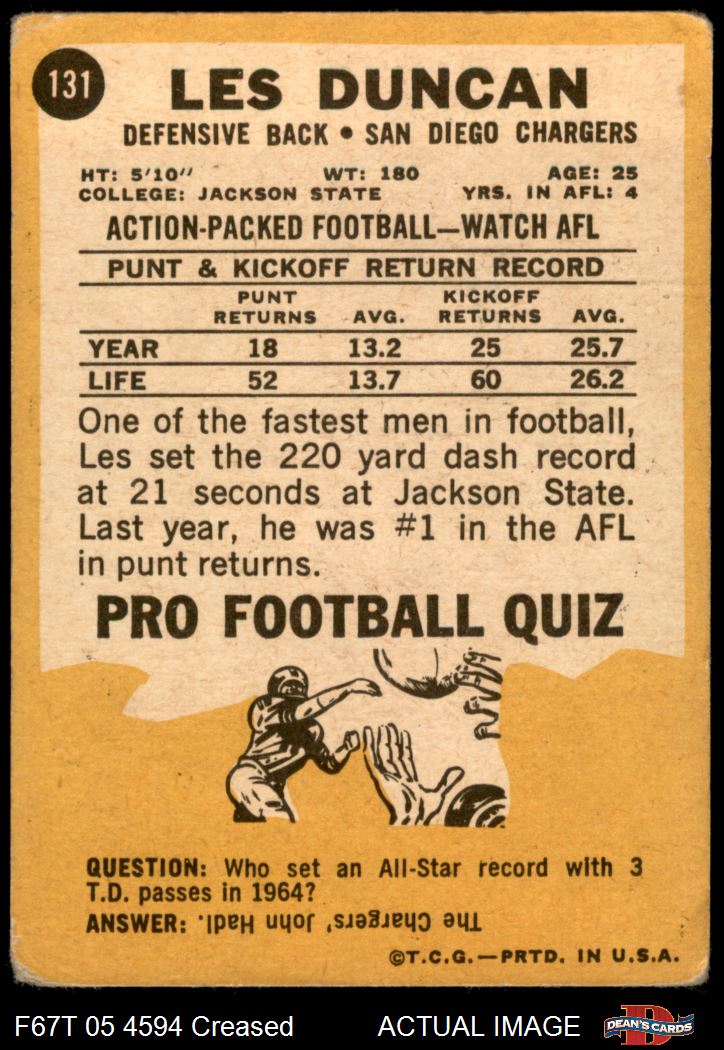 131
LES DUNCAN
DEFENSIVE BACK • SAN DIEGO CHARGERS
HT: 5'10" WT: 180 AGE: 25
COLLEGE: JACKSON STATE YRS. IN AFL: 4
ACTION-PACKED FOOTBALL—WATCH AFL
PUNT & KICKOFF RETURN RECORD
PUNT KICKOFF
RETURNS AVG. RETURNS AVG.
YEAR 18 13.2 25 25.7
LIFE 52 13.7 60 26.2
One of the fastest men in football,
Les set the 220 yard dash record
at 21 seconds at Jackson State.
Last year, he was #1 in the AFL
in punt returns.
PRO FOOTBALL QUIZ
QUESTION: Who set an All-Star record with 3
T.D. passes in 1964?
ANSWER: The Chargers' John Hadl.
©T.C.G.—PRTD. IN U.S.A.
F67T 05 4594 Creased ACTUAL IMAGE DEAN'S CARDS